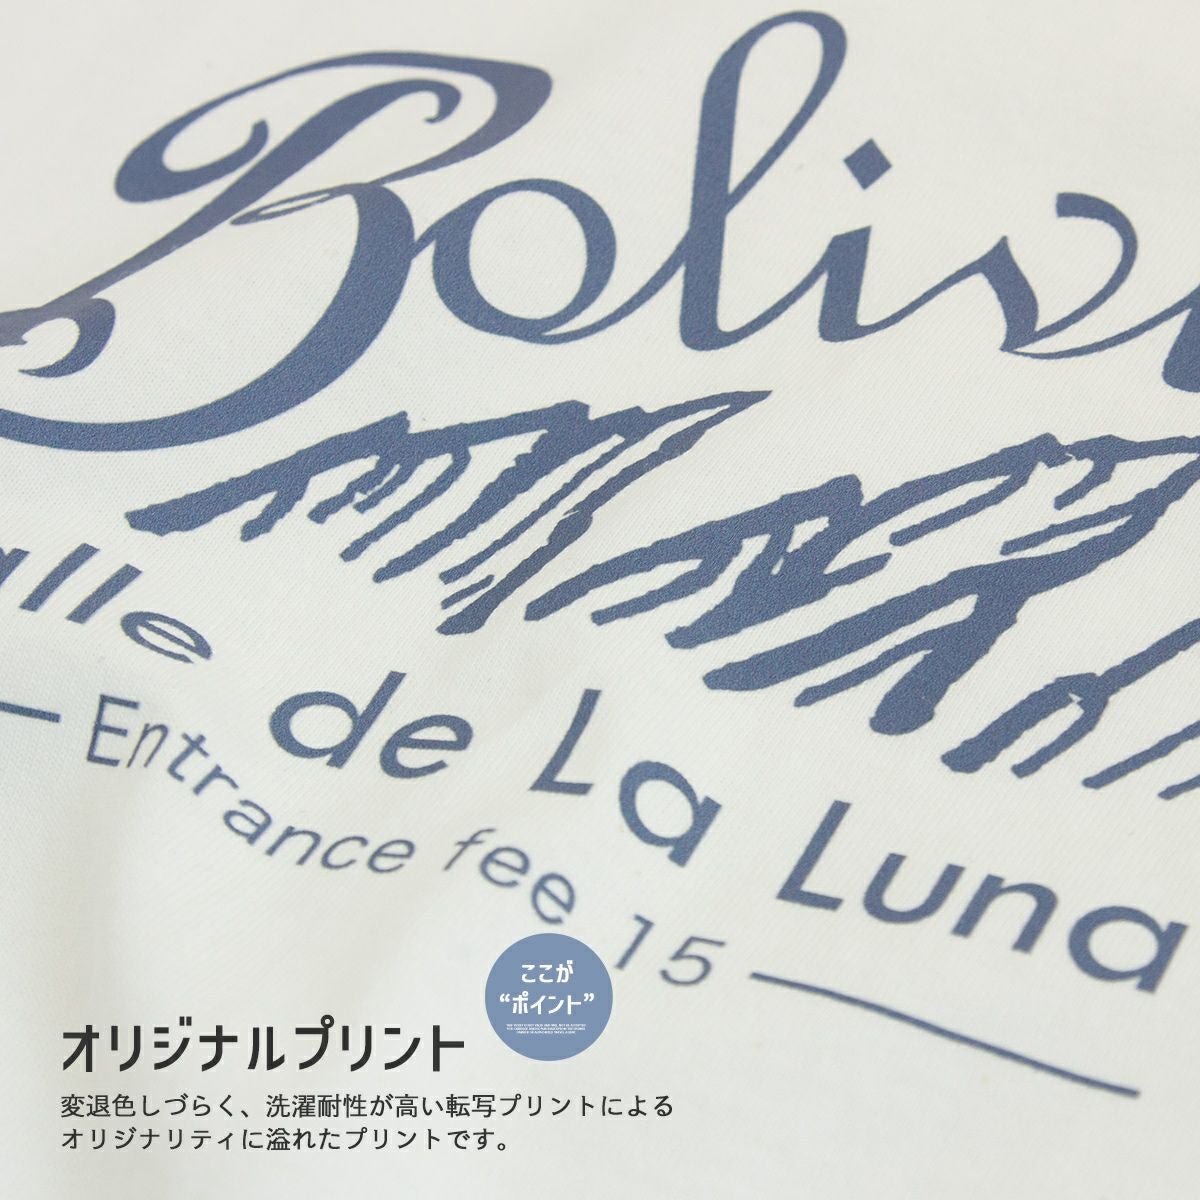 Bolivi
alle de La Luna
Entrance fee 15
ここが
“ポイント”
オリジナルプリント
変退色しづらく、洗濯耐性が高い転写プリントによる
オリジナリティに溢れたプリントです。